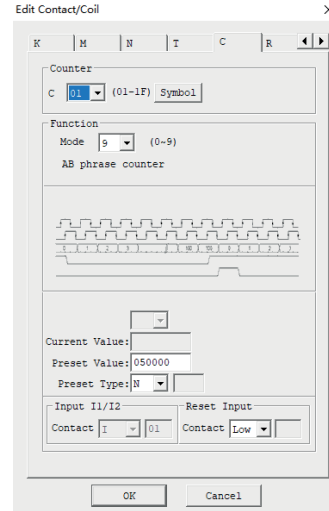 Edit Contact/Coil
K M N T C R
Counter
C 01 (01-1F) Symbol
Function
Mode 9 (0~9)
AB phrase counter
Current Value:
Preset Value: 050000
Preset Type: N
Input I1/I2 Reset Input
Contact I 01 Contact Low
OK Cancel